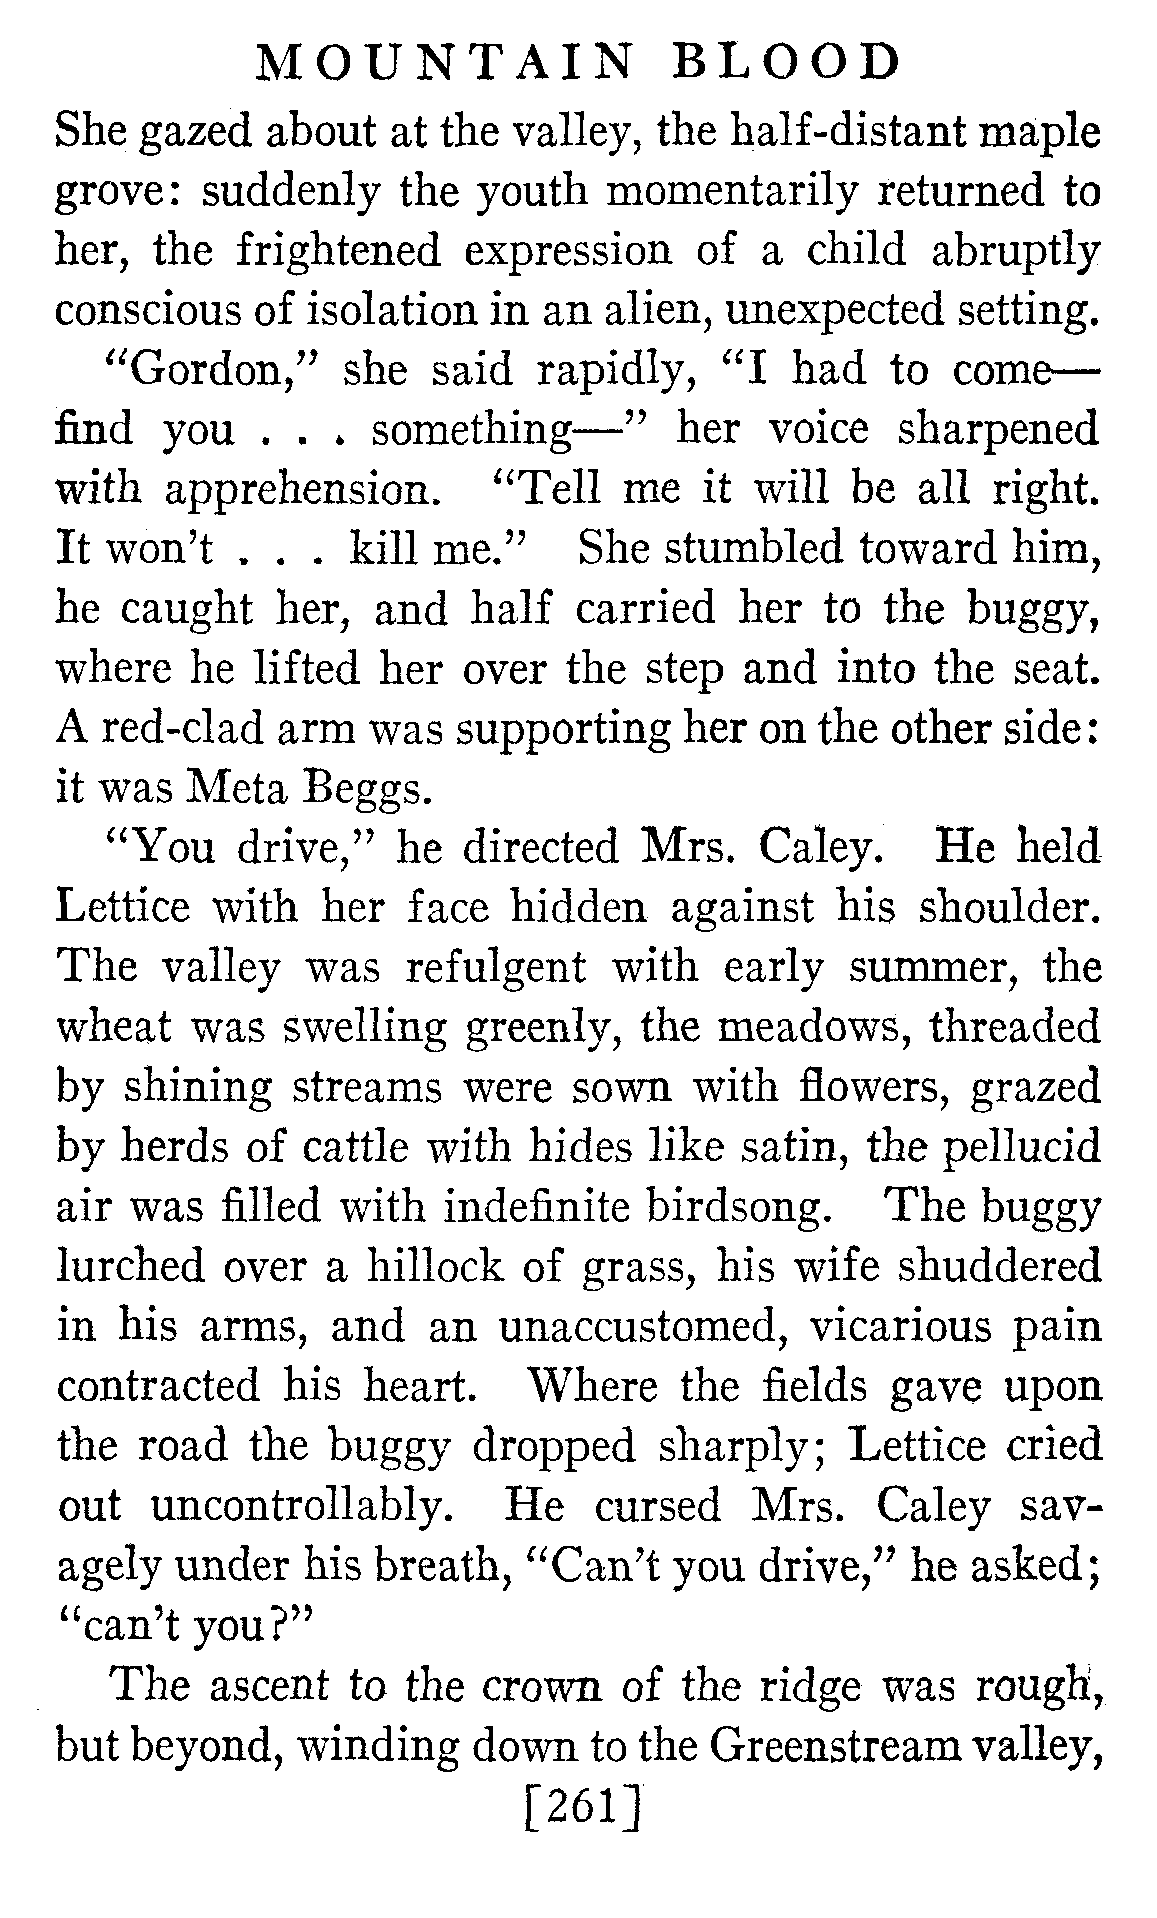 MOUNTAIN BLOOD
She gazed about at the valley, the half-distant maple
grove: suddenly the youth momentarily returned to
her, the frightened expression of a child abruptly
conscious of isolation in an alien, unexpected setting.
“Gordon,” she said rapidly, “I had to come—
find you . . . something—” her voice sharpened
with apprehension. “Tell me it will be all right.
It won’t . . . kill me.” She stumbled toward him,
he caught her, and half carried her to the buggy,
where he lifted her over the step and into the seat.
A red-clad arm was supporting her on the other side:
it was Meta Beggs.
“You drive,” he directed Mrs. Caley. He held
Lettice with her face hidden against his shoulder.
The valley was refulgent with early summer, the
wheat was swelling greenly, the meadows, threaded
by shining streams were sown with flowers, grazed
by herds of cattle with hides like satin, the pellucid
air was filled with indefinite birdsong. The buggy
lurched over a hillock of grass, his wife shuddered
in his arms, and an unaccustomed, vicarious pain
contracted his heart. Where the fields gave upon
the road the buggy dropped sharply; Lettice cried
out uncontrollably. He cursed Mrs. Caley sav-
agely under his breath, “Can’t you drive,” he asked;
“can’t you?”
The ascent to the crown of the ridge was rough,
but beyond, winding down to the Greenstream valley,
[261]